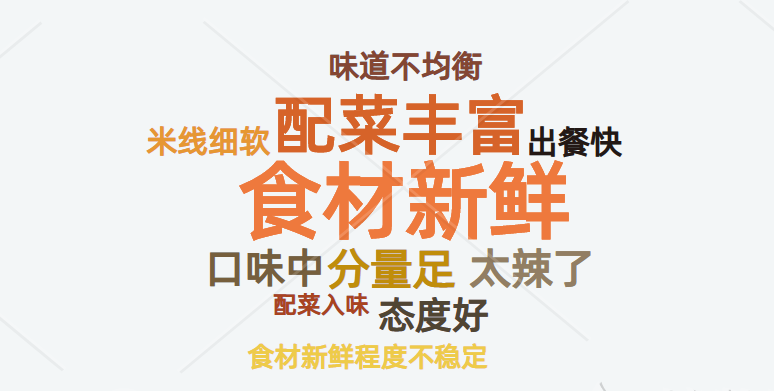 味道不均衡
配菜丰富
米线细软
出餐快
食材新鲜
口味中
分量足
太辣了
配菜入味
态度好
食材新鲜程度不稳定